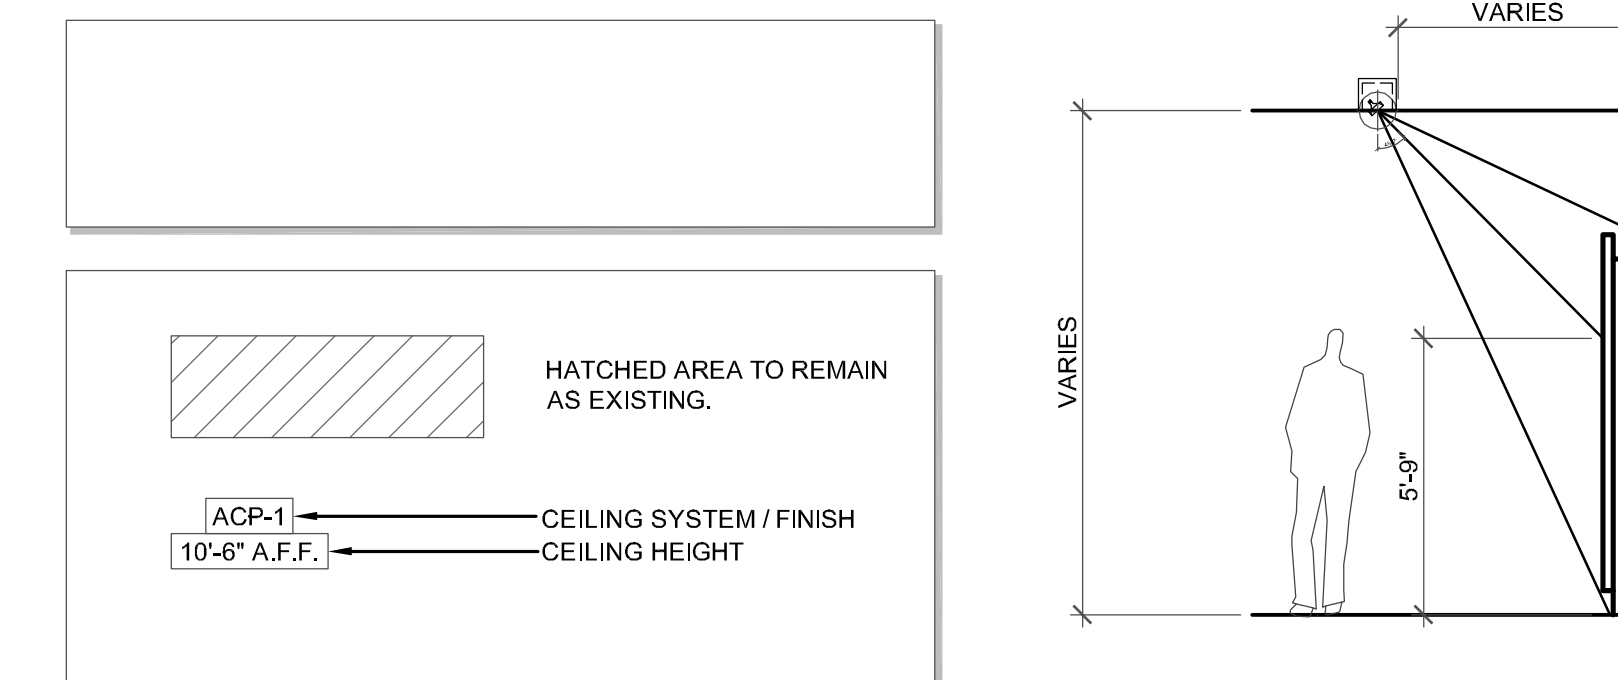 HATCHED AREA TO REMAIN
AS EXISTING.
ACP-1
CEILING SYSTEM / FINISH
10'-6" A.F.F.
CEILING HEIGHT
VARIES
VARIES
5'-9"